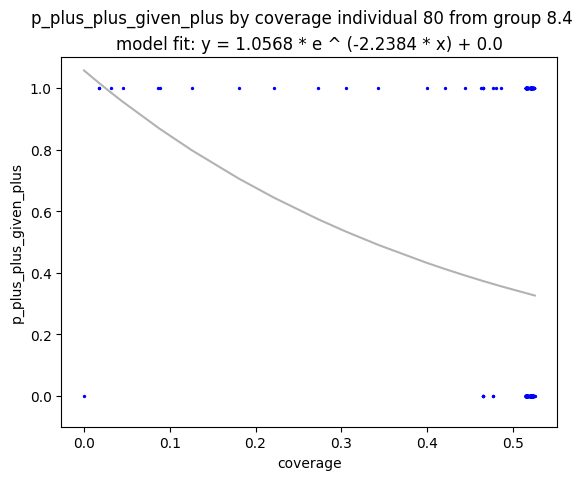 p_plus_plus_given_plus by coverage individual 80 from group 8.4
model fit: y = 1.0568 * e ^ (-2.2384 * x) + 0.0
p_plus_plus_given_plus
1.0
0.8
0.6
0.4
0.2
0.0
0.0 0.1 0.2 0.3 0.4 0.5
coverage